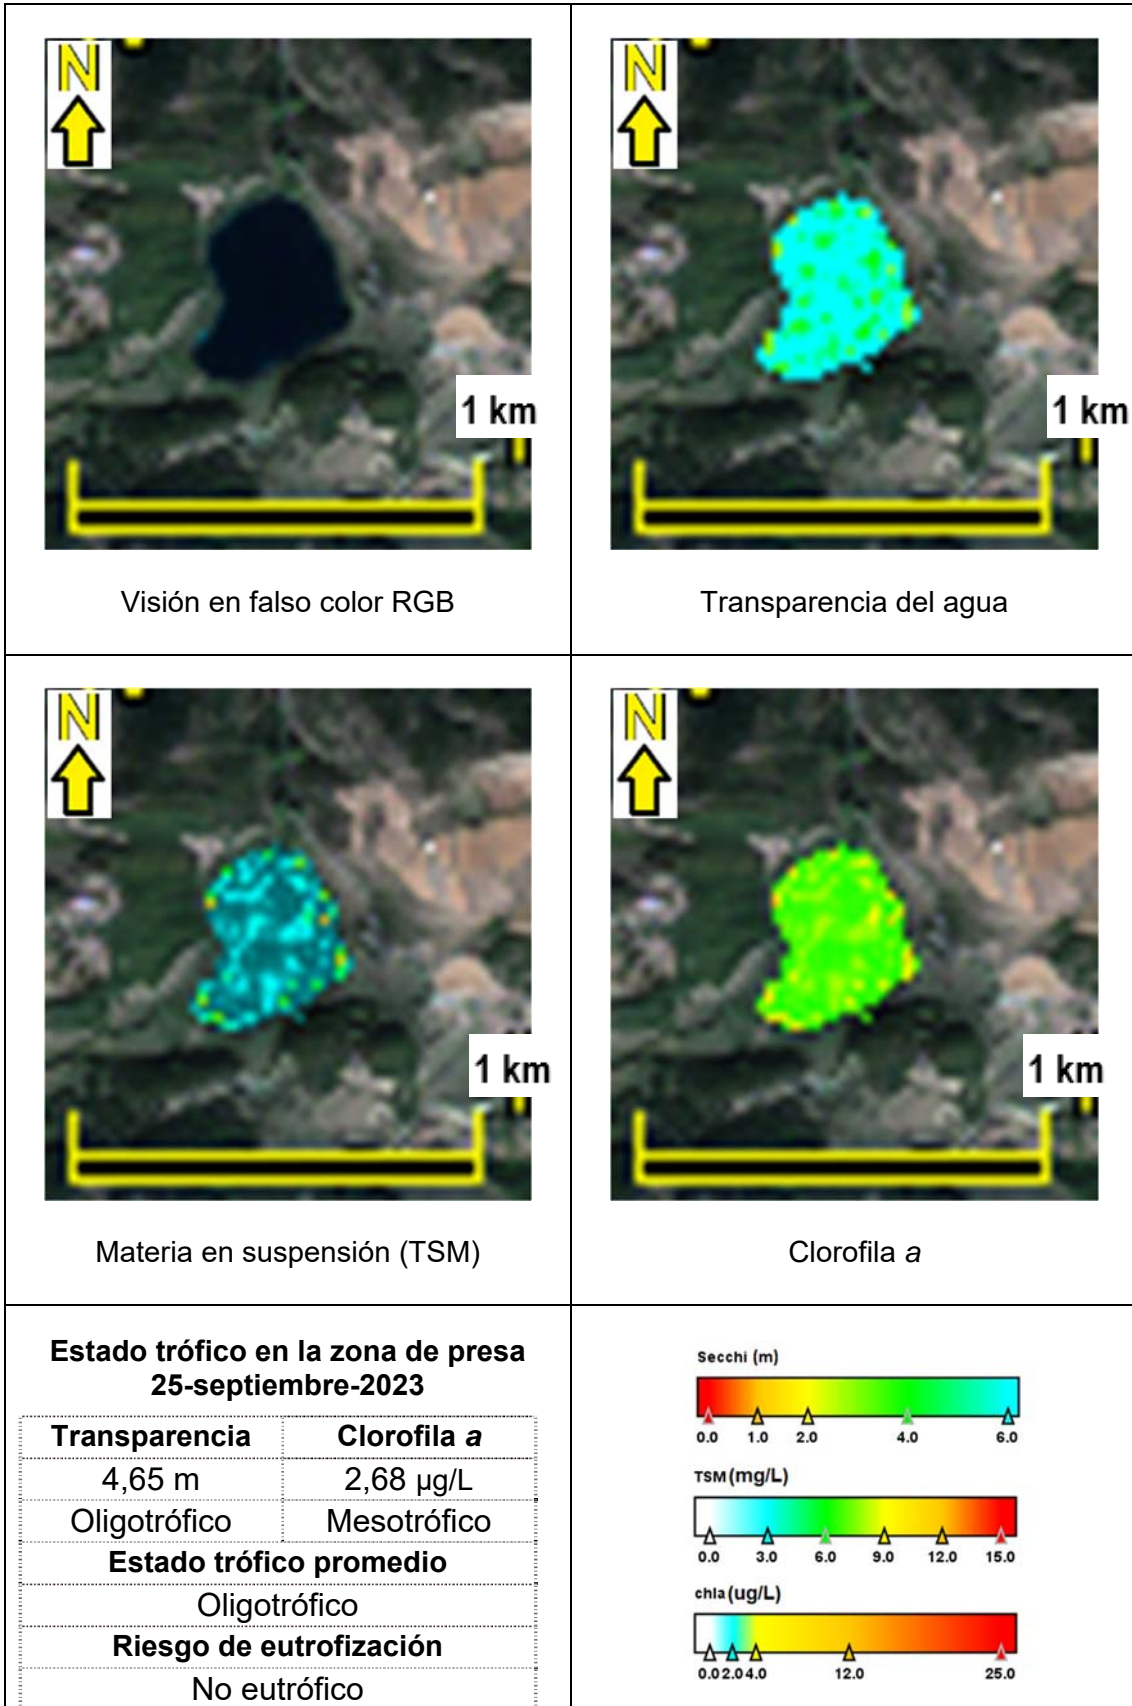 N
N
1 km
1 km
Visión en falso color RGB
Transparencia del agua
N
N
1 km
1 km
Materia en suspensión (TSM)
Clorofila a
Estado trófico en la zona de presa
25-septiembre-2023
Transparencia Clorofila a
4,65 m 2,68 µg/L
Oligotrófico Mesotrófico
Estado trófico promedio
Oligotrófico
Riesgo de eutrofización
No eutrófico
Secchi (m)
0.0 1.0 2.0 4.0 6.0
TSM (mg/L)
0.0 3.0 6.0 9.0 12.0 15.0
chla (ug/L)
0.0 2.0 4.0 12.0 25.0